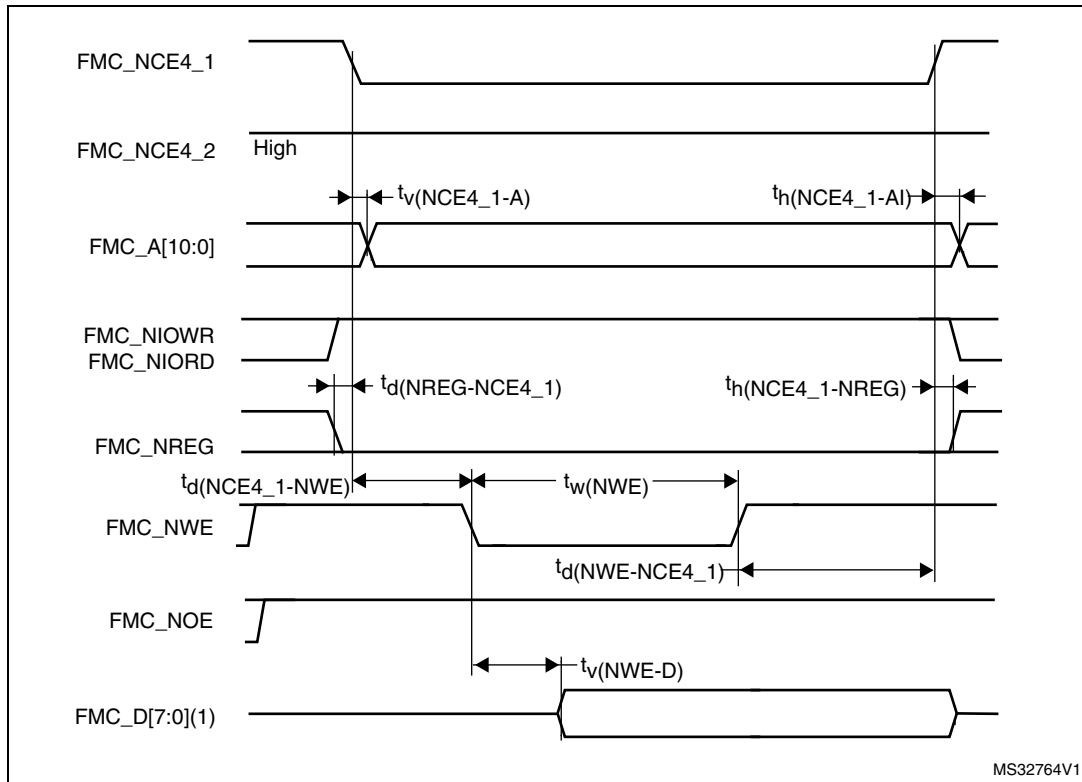 FMC_NCE4_1
FMC_NCE4_2
High
tv(NCE4_1-A)
th(NCE4_1-AI)
FMC_A[10:0]
FMC_NIOWR
FMC_NIORD
td(NREG-NCE4_1)
th(NCE4_1-NREG)
FMC_NREG
td(NCE4_1-NWE)
tw(NWE)
FMC_NWE
td(NWE-NCE4_1)
FMC_NOE
tv(NWE-D)
FMC_D[7:0](1)
MS32764V1